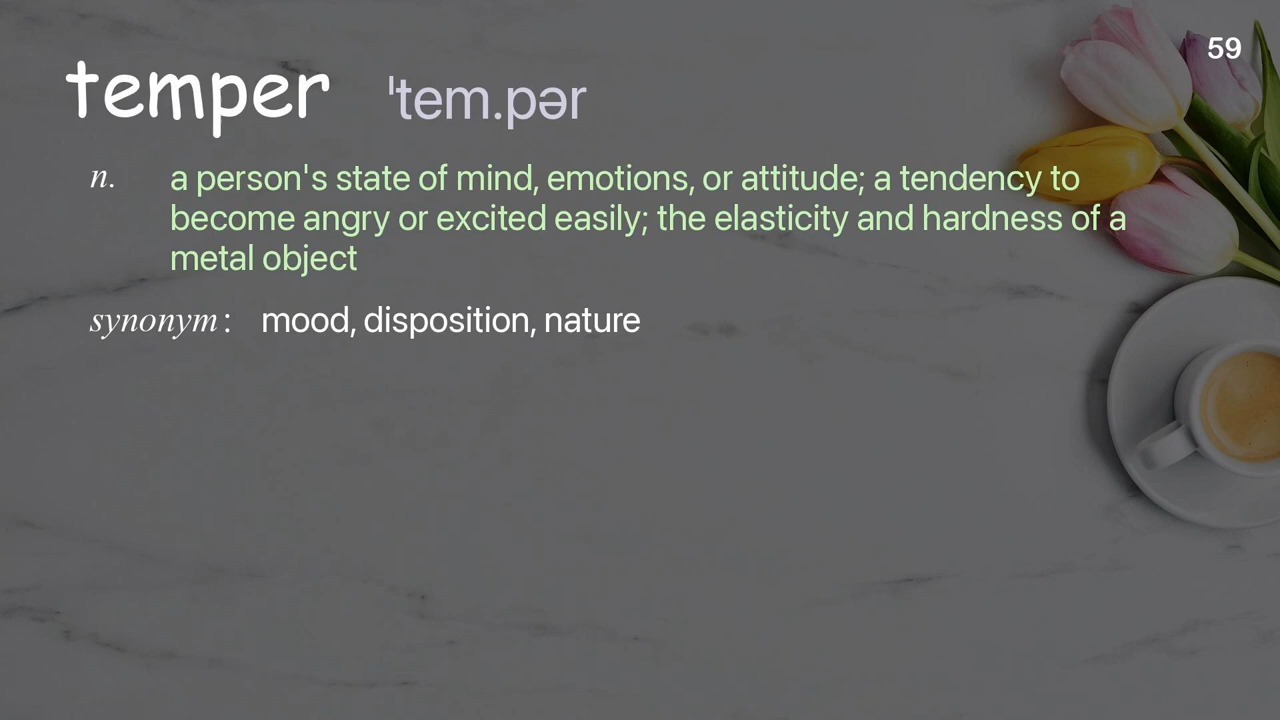 59
temper ˈtem.pər
n. a person's state of mind, emotions, or attitude; a tendency to
become angry or excited easily; the elasticity and hardness of a
metal object
synonym: mood, disposition, nature